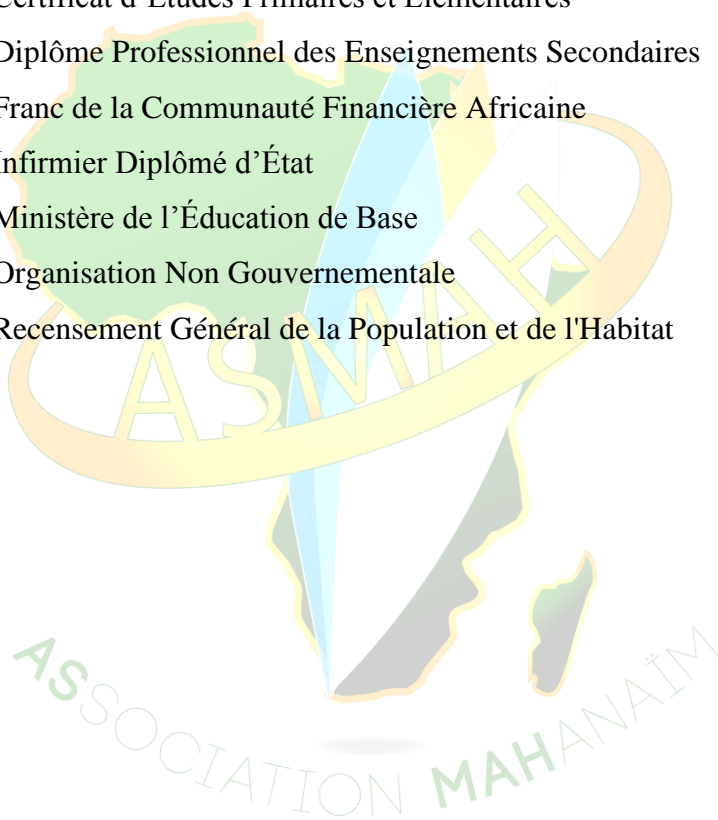 Certificat d'Études Primaires et Élémentaires
Diplôme Professionnel des Enseignements Secondaires
Franc de la Communauté Financière Africaine
Infirmier Diplômé d'État
Ministère de l'Éducation de Base
Organisation Non Gouvernementale
Recensement Général de la Population et de l'Habitat
ASMAH
ASSOCIATION MAHANAÏM